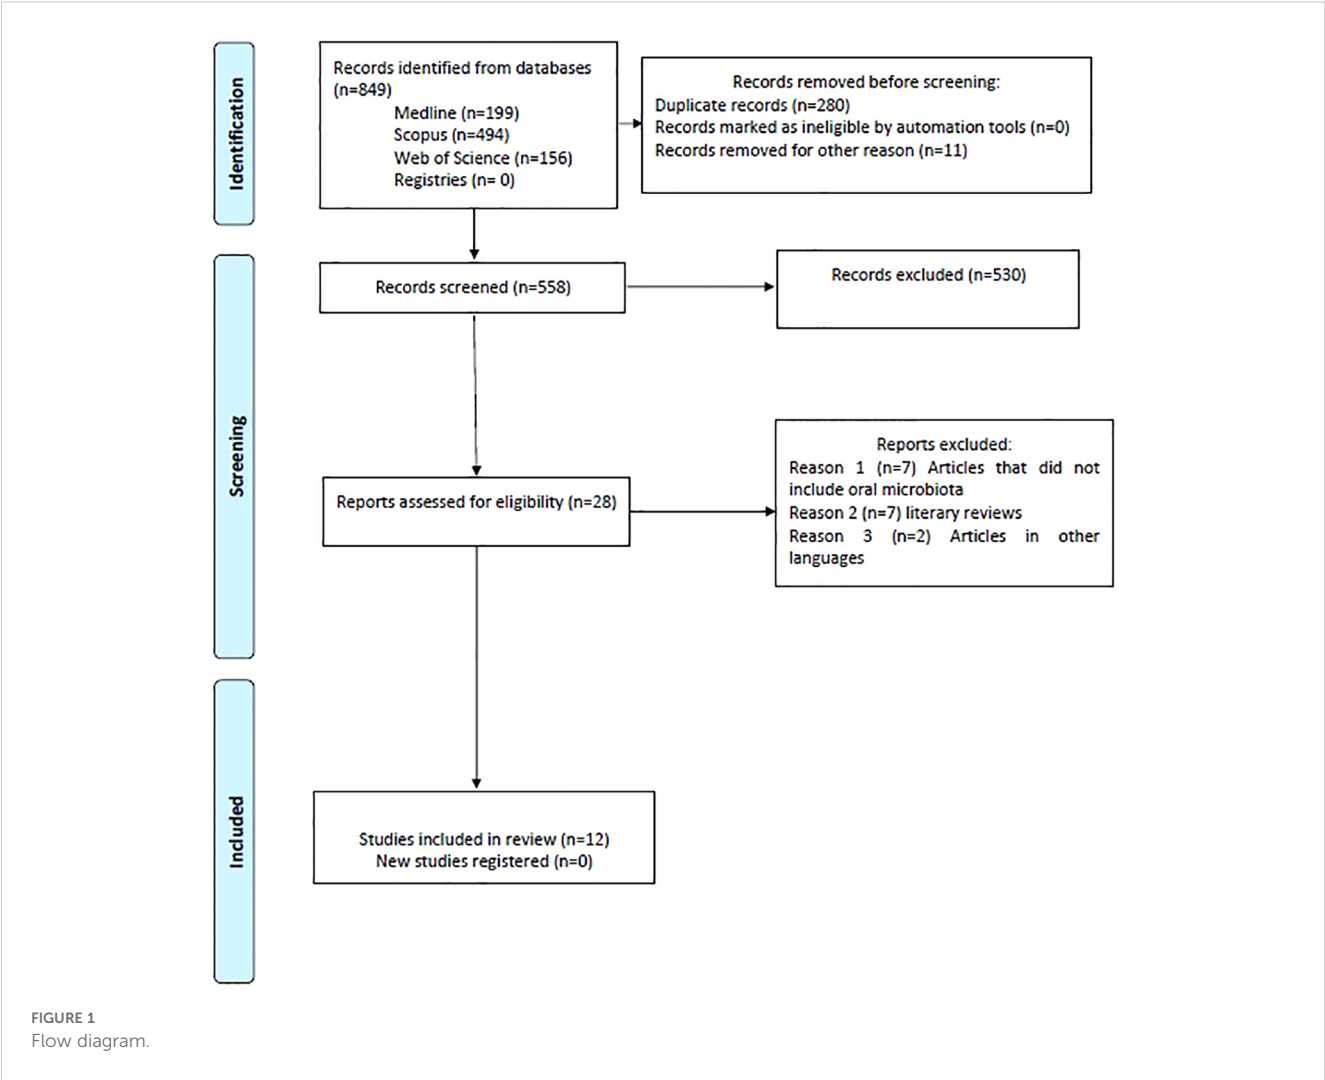 Identification
Records identified from databases
(n=849)
Medline (n=199)
Scopus (n=494)
Web of Science (n=156)
Registries (n= 0)
Records removed before screening:
Duplicate records (n=280)
Records marked as ineligible by automation tools (n=0)
Records removed for other reason (n=11)
Screening
Records screened (n=558)
Records excluded (n=530)
Reports assessed for eligibility (n=28)
Reports excluded:
Reason 1 (n=7) Articles that did not
include oral microbiota
Reason 2 (n=7) literary reviews
Reason 3 (n=2) Articles in other
languages
Included
Studies included in review (n=12)
New studies registered (n=0)
FIGURE 1
Flow diagram.